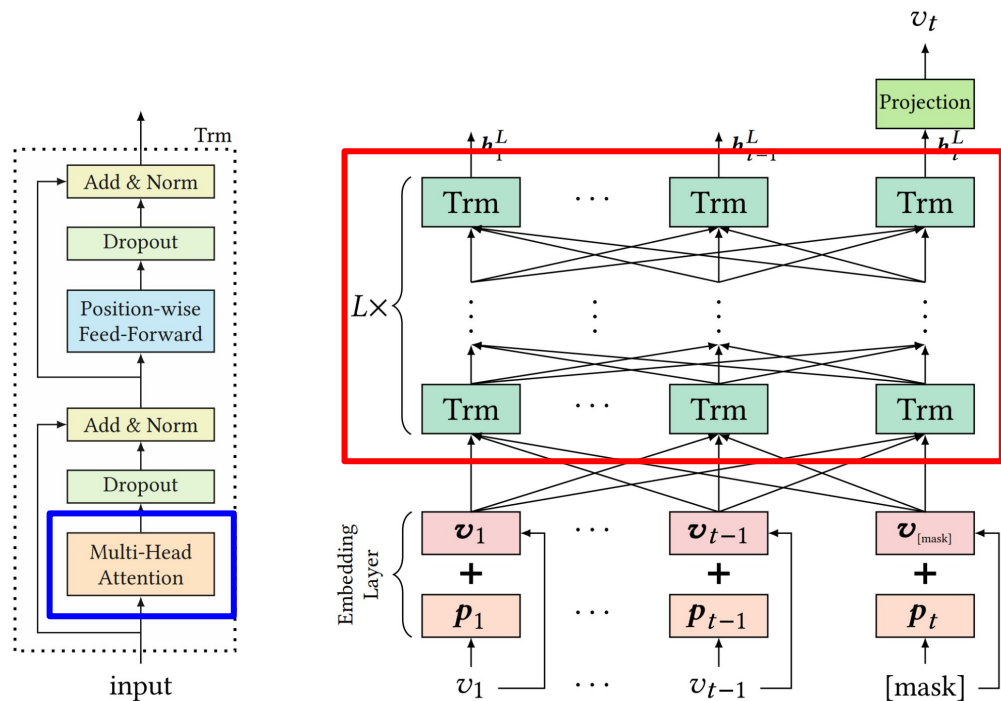 Trm
Add & Norm
Dropout
Position-wise
Feed-Forward
Add & Norm
Dropout
Multi-Head
Attention
input
v_t
Projection
h_1^L
h_{t-1}^L
h_t^L
Trm ... Trm Trm
L×
Trm ... Trm Trm
Embedding
Layer
v_1 ... v_{t-1} v_[mask]
+ + +
p_1 ... p_{t-1} p_t
v_1 ... v_{t-1} [mask]